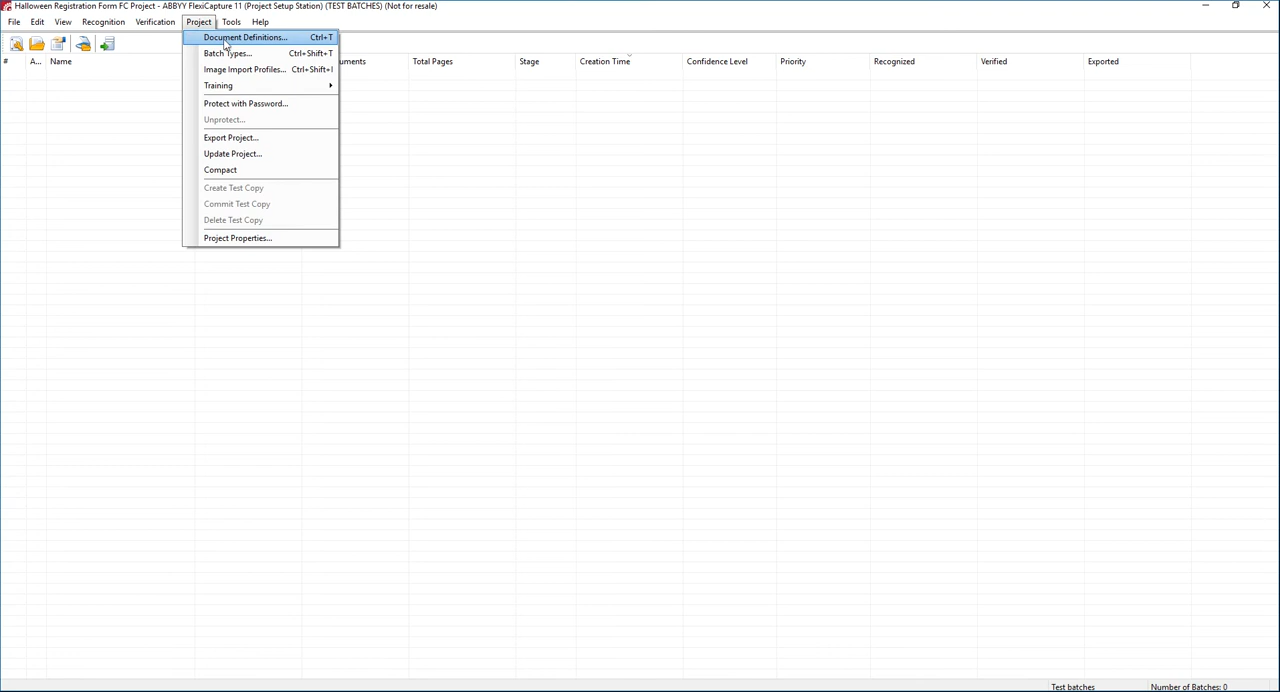 Halloween Registration Form FC Project - ABBYY FlexiCapture 11 (Project Setup Station) (TEST BATCHES) (Not for resale)
File Edit View Recognition Verification Project Tools Help
# A... Name uments Total Pages Stage Creation Time Confidence Level Priority Recognized Verified Exported
Document Definitions... Ctrl+T
Batch Types... Ctrl+Shift+T
Image Import Profiles... Ctrl+Shift+I
Training
Protect with Password...
Unprotect...
Export Project...
Update Project...
Compact
Create Test Copy
Commit Test Copy
Delete Test Copy
Project Properties...
Test batches Number of Batches: 0